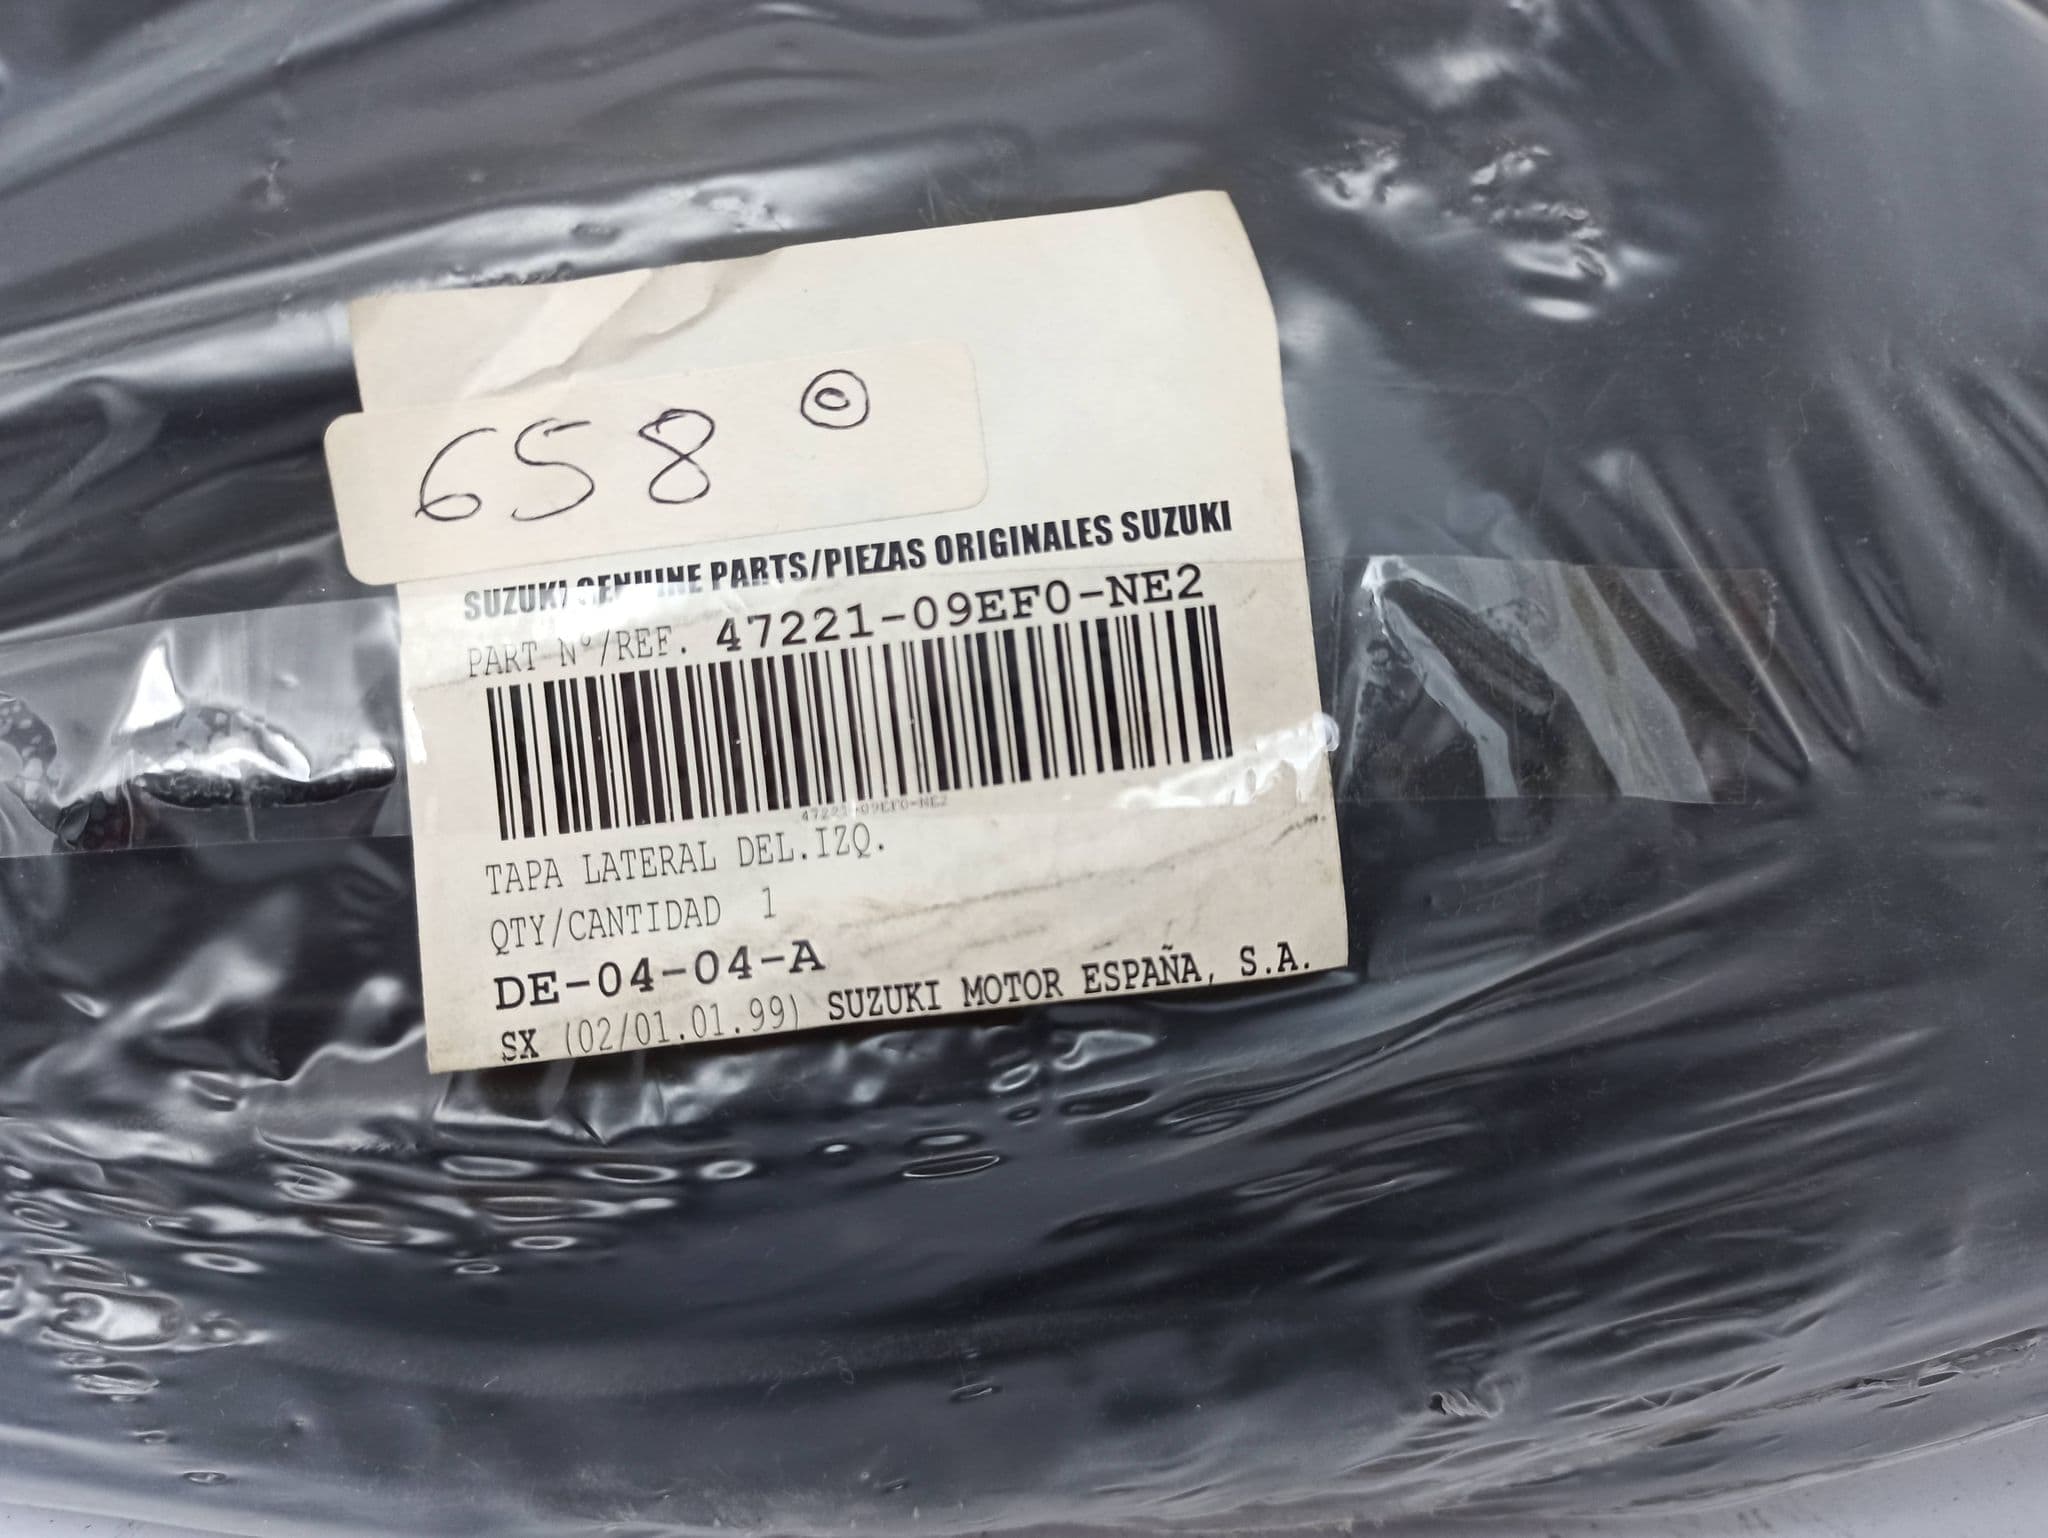 658
SUZUKI GENUINE PARTS/PIEZAS ORIGINALES SUZUKI
PART Nº/REF. 47221-09EF0-NE2
47221-09EF0-NE2
TAPA LATERAL DEL.IZQ.
QTY/CANTIDAD 1
DE-04-04-A
SX (02/01.01.99) SUZUKI MOTOR ESPAÑA, S.A.